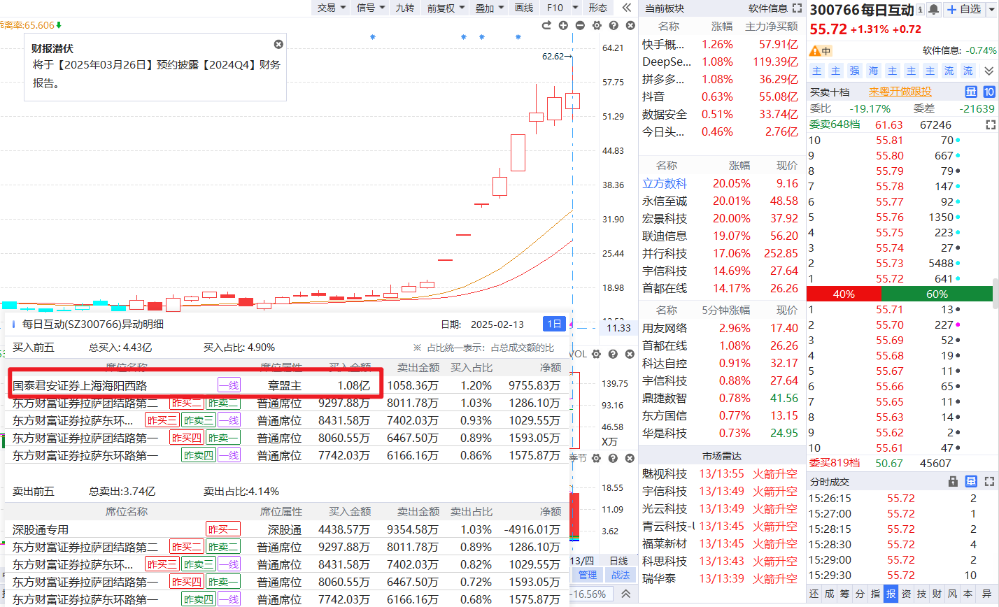 交易 信号 九转 前复权 叠加 画线 F10 形态
乖离率:65.606
财报潜伏
将于【2025年03月26日】预约披露【2024Q4】财务
报告。
62.62→
64.21
57.75
51.29
44.83
38.36
31.90
25.44
18.98
11.33
每日互动(SZ300766)异动明细 日期: 2025-02-13 1日
买入前五 总买入: 4.43亿 买入占比: 4.90% ※ 占比统一表示：占总成交额的比
席位名称 席位属性 买入金额 卖出金额 买入占比 净额
国泰君安证券上海海阳西路 一线 章盟主 1.08亿 1058.36万 1.20% 9755.83万
东方财富证券拉萨团结路第二 昨买二 昨卖二 普通席位 9297.88万 8011.78万 1.03% 1286.10万
东方财富证券拉萨东环... 昨买三 昨卖三 一线 普通席位 8431.58万 7402.03万 0.93% 1029.55万
东方财富证券拉萨团结路第一 昨买四 昨卖一 普通席位 8060.55万 6467.50万 0.89% 1593.05万
东方财富证券拉萨东环路第一 昨卖四 一线 普通席位 7742.03万 6166.16万 0.86% 1575.87万
卖出前五 总卖出:3.74亿 卖出占比:4.14%
席位名称 席位属性 买入金额 卖出金额 卖出占比 净额
深股通专用 昨买一 深股通 4438.57万 9354.58万 1.03% -4916.01万
东方财富证券拉萨团结路第二 昨买二 昨卖二 普通席位 9297.88万 8011.78万 0.89% 1286.10万
东方财富证券拉萨东环... 昨买三 昨卖三 一线 普通席位 8431.58万 7402.03万 0.82% 1029.55万
东方财富证券拉萨团结路第一 昨买四 昨卖一 普通席位 8060.55万 6467.50万 0.72% 1593.05万
东方财富证券拉萨东环路第一 昨卖四 一线 普通席位 7742.03万 6166.16万 0.68% 1575.87万
VOL
139.75
93.16
46.58
X万
季节
18.55
11.09
3.62
13/四 日线
管理 战法
-16.56%
当前板块 软件信息
名称 涨幅 主力净买额
快手概... 1.26% 57.91亿
DeepSe... 1.08% 119.39亿
拼多多... 1.08% 36.29亿
抖音 0.63% 55.08亿
数据安全 0.51% 33.74亿
今日头... 0.46% 2.76亿
名称 涨幅 现价
立方数科 20.05% 9.16
永信至诚 20.01% 48.58
宏景科技 20.00% 37.92
联迪信息 19.07% 56.20
并行科技 17.06% 252.85
宇信科技 14.69% 27.64
首都在线 14.17% 26.26
名称 5分钟涨幅 现价
用友网络 2.96% 17.40
首都在线 1.08% 26.26
科达自控 0.91% 32.17
宇信科技 0.88% 27.64
鼎捷数智 0.78% 41.56
东方国信 0.77% 13.15
华是科技 0.73% 24.95
市场雷达
魅视科技 13/13:55 火箭升空
宇信科技 13/13:49 火箭升空
光云科技 13/13:49 火箭升空
青云科技-U 13/13:45 火箭升空
福莱新材 13/13:45 火箭升空
科思科技 13/13:43 火箭升空
瑞华泰 13/13:39 火箭升空
300766每日互动 自选
55.72 +1.31% +0.72
中 软件信息: -0.74%
主 主 强 海 主 主 主 流 流
买卖十档 来粤开做跟投 量 10
委比 -19.17% 委差 -21639
委卖648档 61.63 67246
10 55.81 70
9 55.80 667
8 55.79 79
7 55.78 147
6 55.77 92
5 55.76 1350
4 55.75 223
3 55.74 27
2 55.73 5488
1 55.72 641
40% 60%
1 55.71 13
2 55.70 227
3 55.69 52
4 55.68 19
5 55.67 11
6 55.66 65
7 55.65 11
8 55.63 14
9 55.62 2
10 55.61 47
委买819档 50.67 45607
分时成交 量
15:26:15 55.72 2
15:27:00 55.72 1
15:28:15 55.72 2
15:28:30 55.72 4
15:29:00 55.72 2
15:29:30 55.72 10
还 成 筹 分 指 报 资 技 财 风 本 异